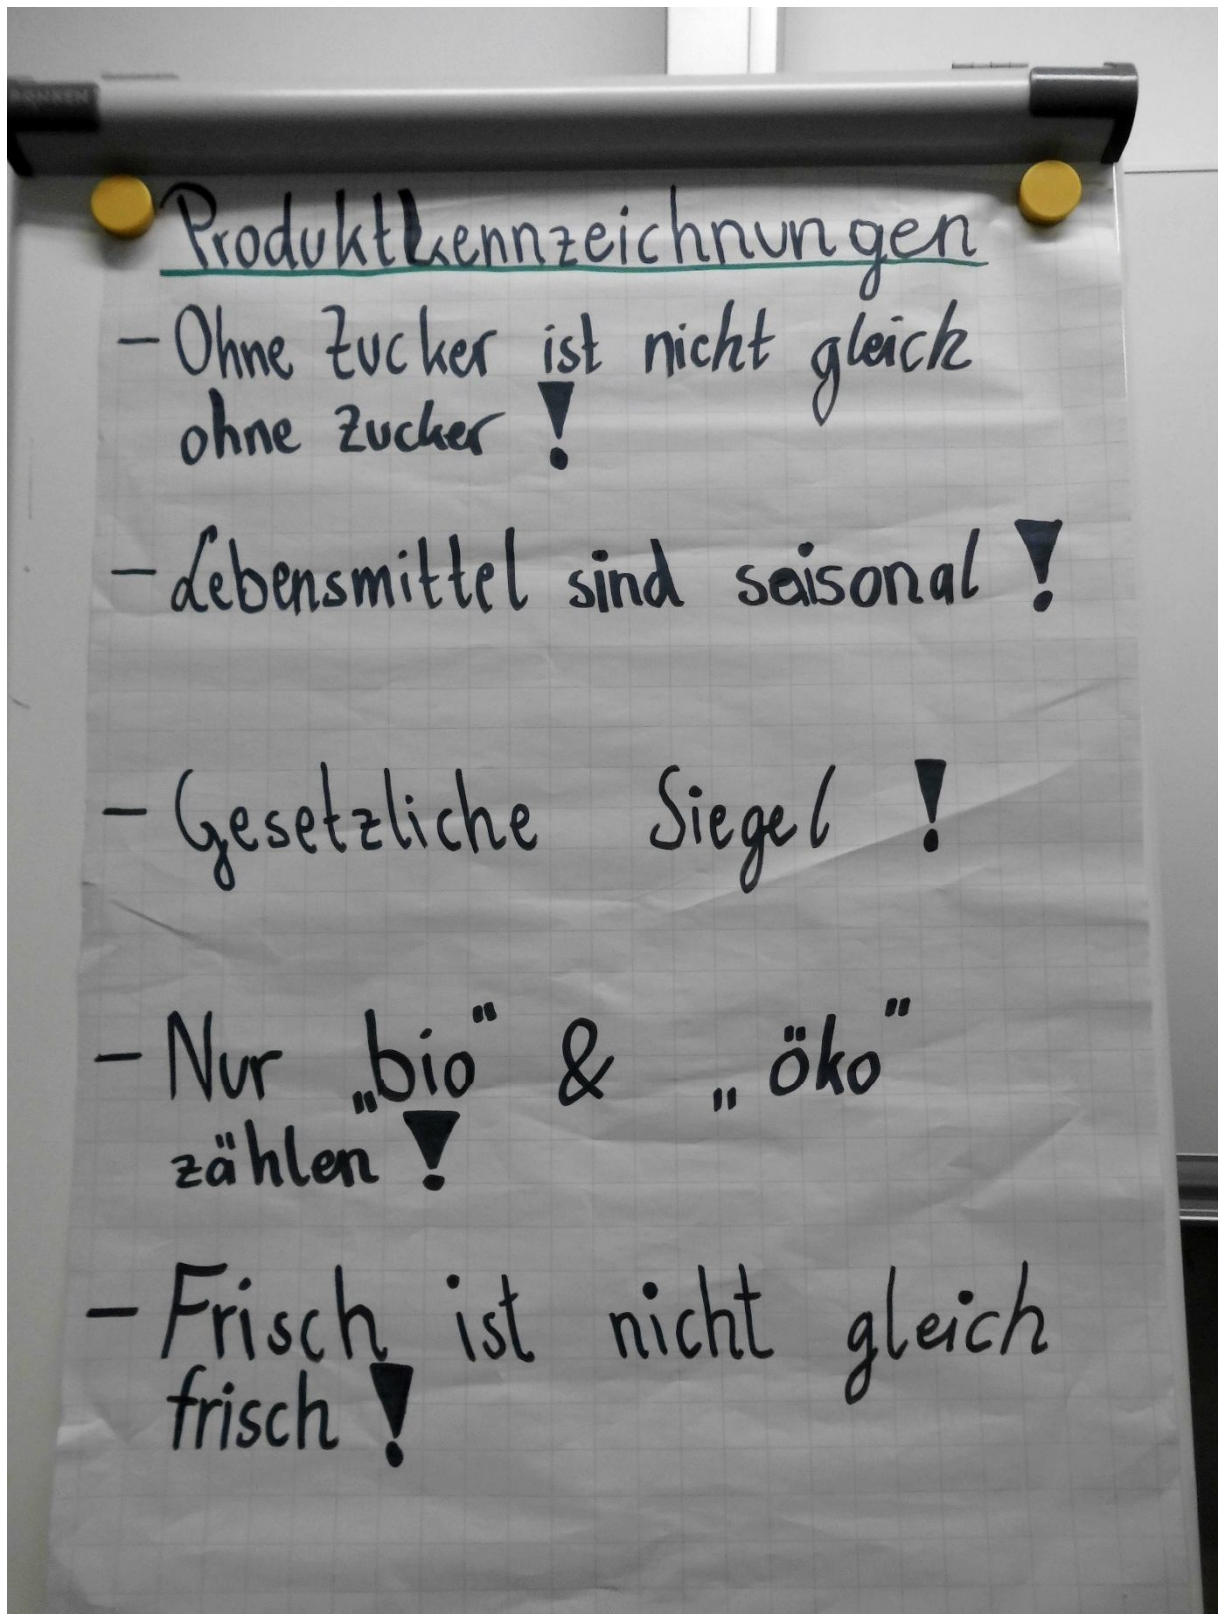 Produktkennzeichnungen
- Ohne Zucker ist nicht gleich
ohne Zucker !
- Lebensmittel sind saisonal !
- Gesetzliche Siegel !
- Nur „bio" & „öko"
zählen !
- Frisch ist nicht gleich
frisch !